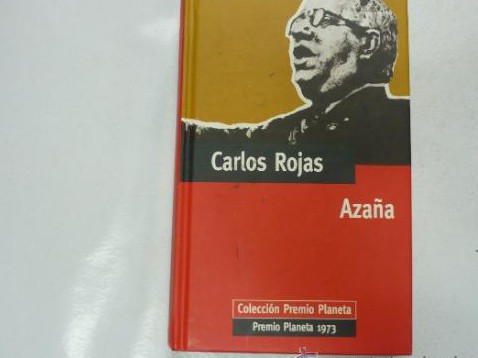 Carlos Rojas
Azaña
Colección Premio Planeta
Premio Planeta 1973